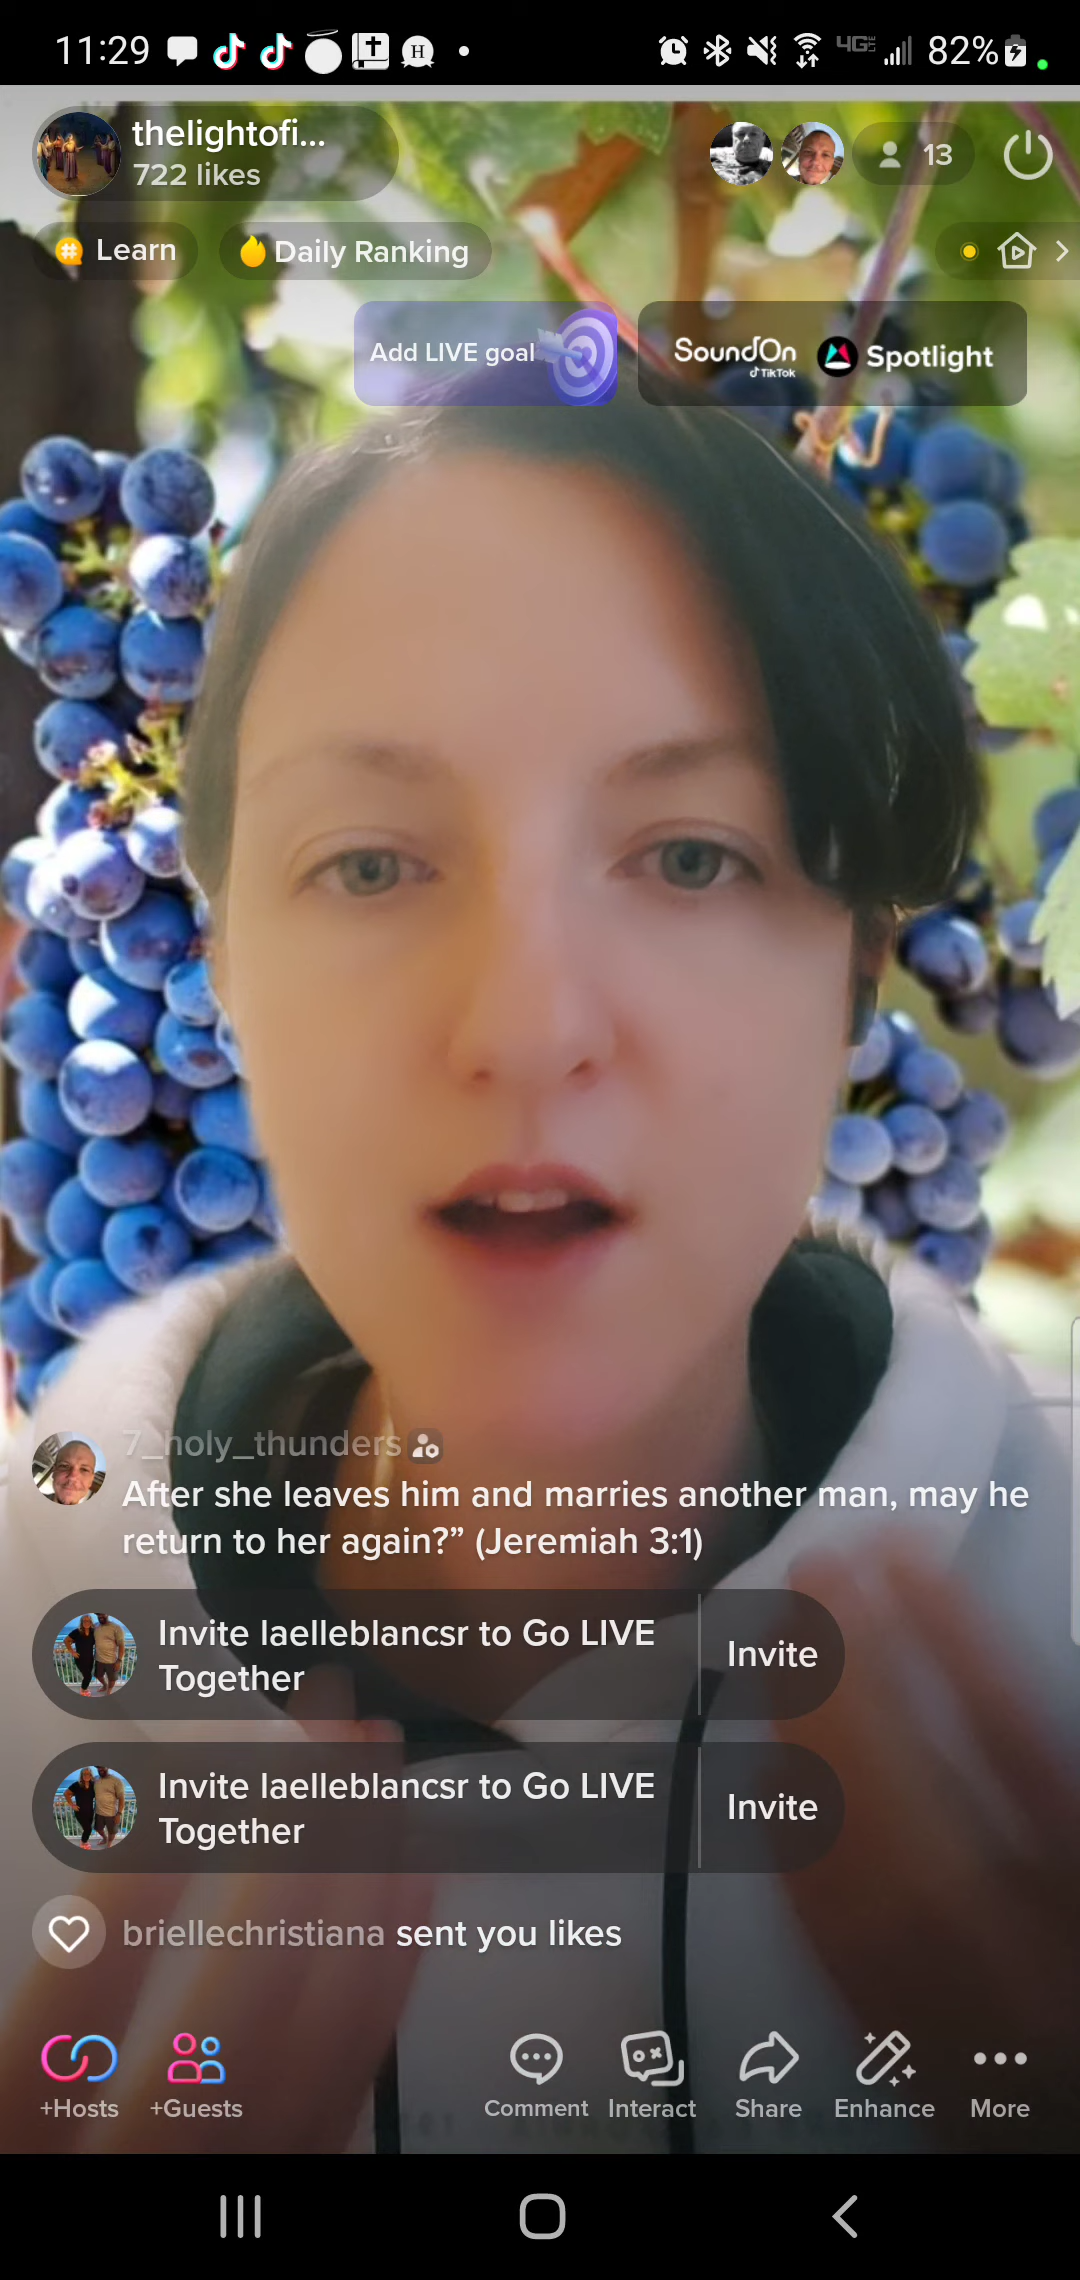 11:29
H
4G LTE
82%
thelightofi...
722 likes
13
# Learn
Daily Ranking
Add LIVE goal
SoundOn
TikTok
Spotlight
7_holy_thunders
After she leaves him and marries another man, may he
return to her again?” (Jeremiah 3:1)
Invite laelleblancsr to Go LIVE
Together
Invite
Invite laelleblancsr to Go LIVE
Together
Invite
briellechristiana sent you likes
+Hosts
+Guests
Comment
Interact
Share
Enhance
More